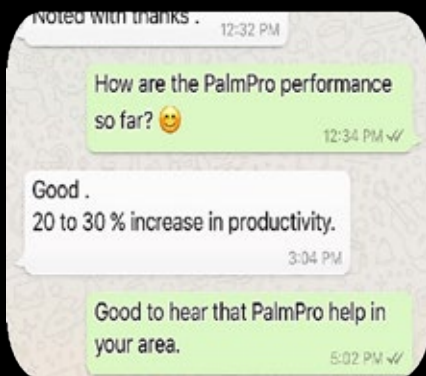 Noted with thanks .
12:32 PM
How are the PalmPro performance
so far? 😊
12:34 PM
Good .
20 to 30 % increase in productivity.
3:04 PM
Good to hear that PalmPro help in
your area.
5:02 PM